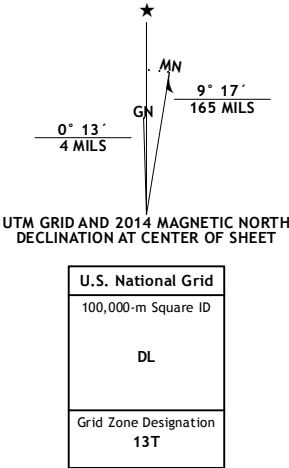 ★
MN
GN
9° 17´
165 MILS
0° 13´
4 MILS
UTM GRID AND 2014 MAGNETIC NORTH
DECLINATION AT CENTER OF SHEET
U.S. National Grid
100,000-m Square ID
DL
Grid Zone Designation
13T